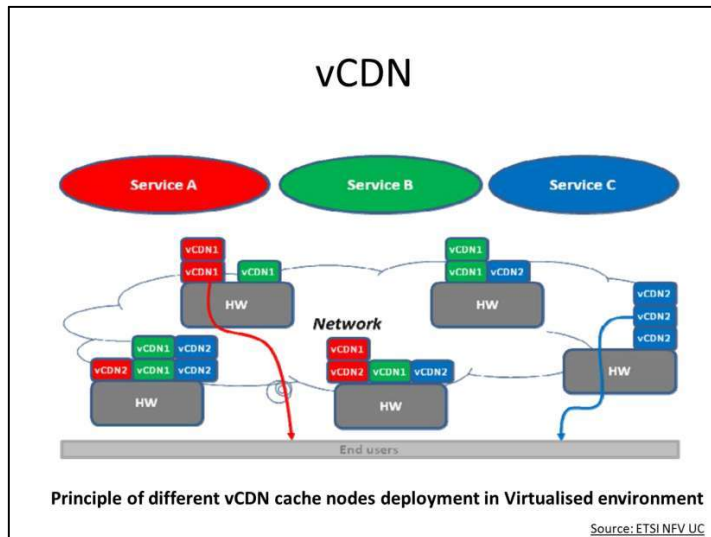 vCDN
Service A
Service B
Service C
vCDN1
vCDN1
vCDN1
HW
vCDN1
vCDN1
vCDN2
HW
vCDN2
vCDN2
vCDN2
HW
Network
vCDN1
vCDN2
vCDN2
vCDN1
vCDN2
HW
vCDN1
vCDN2
vCDN1
vCDN2
HW
End users
Principle of different vCDN cache nodes deployment in Virtualised environment
Source: ETSI NFV UC